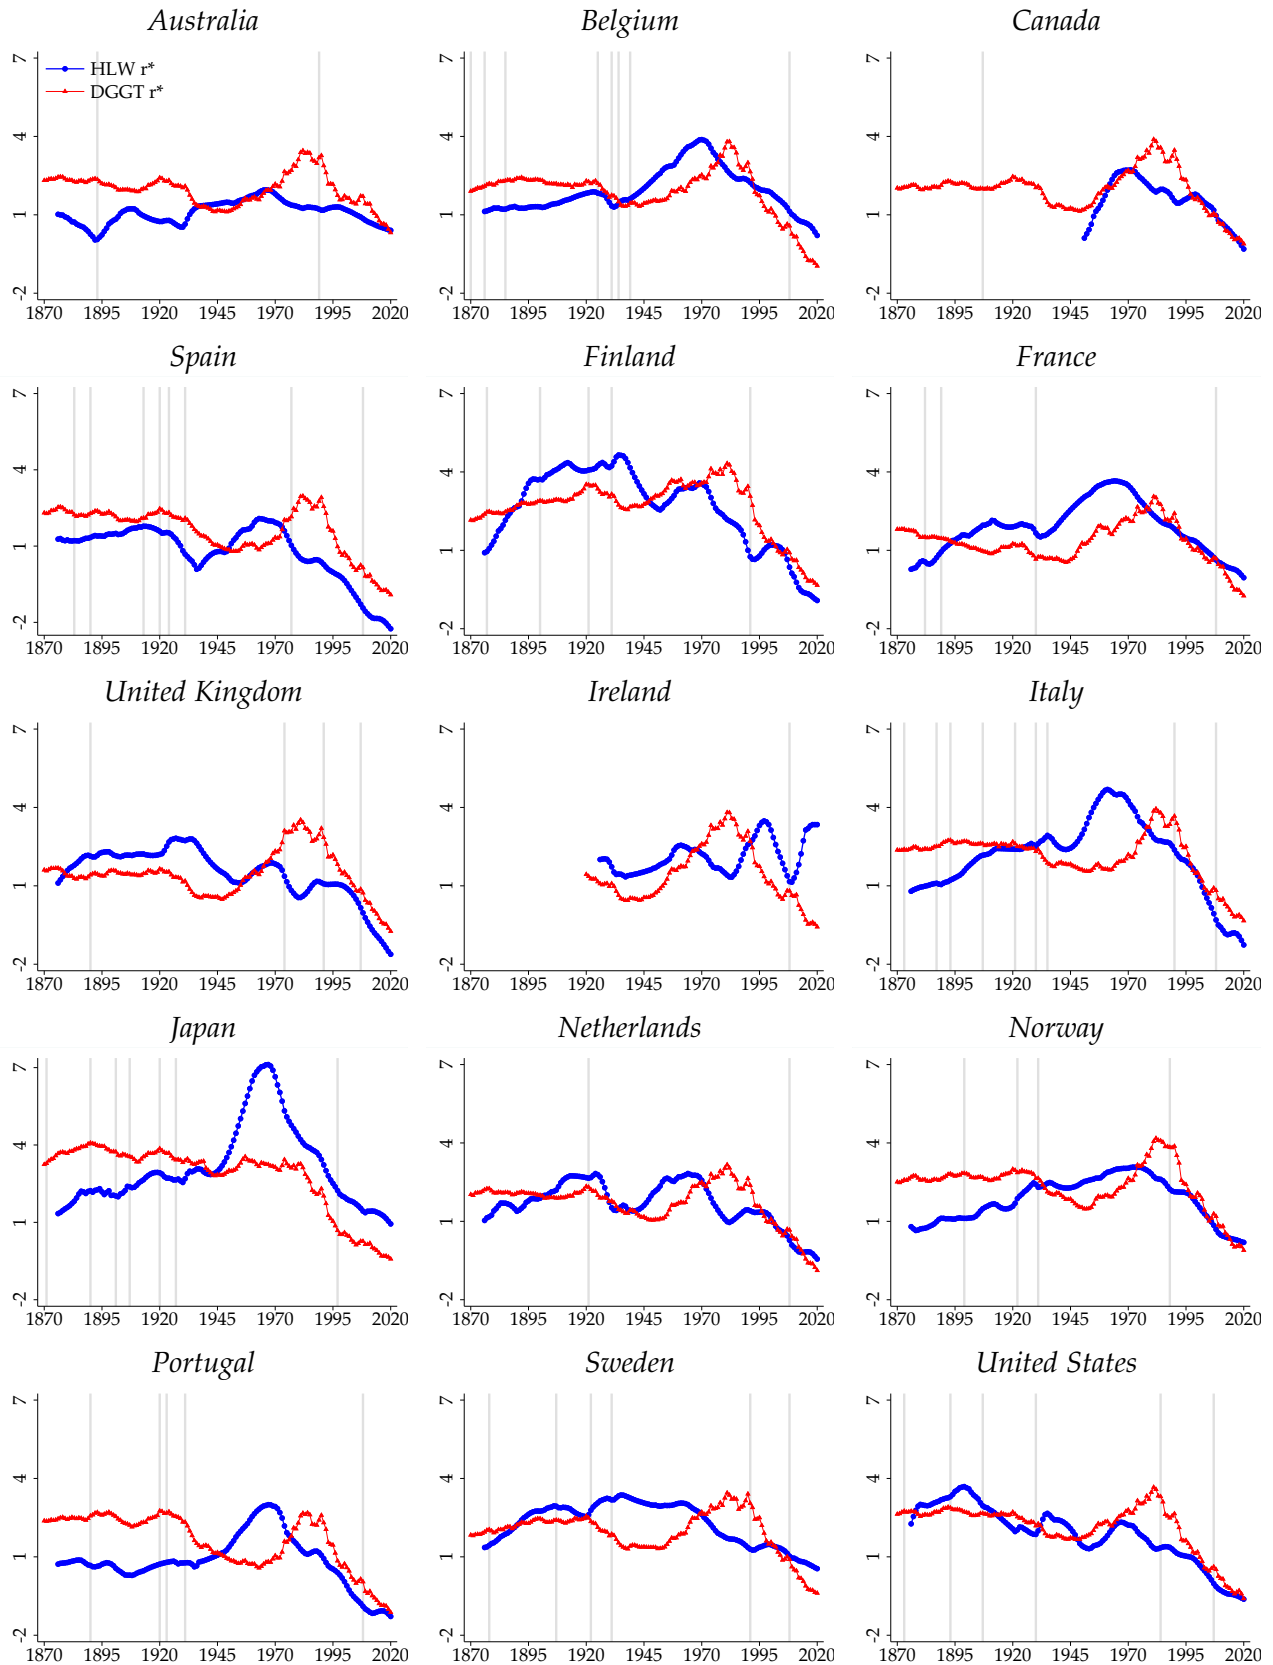 Australia Belgium Canada
7 4 1 -2
HLW r*
DGGT r*
7 4 1 -2
7 4 1 -2
1870 1895 1920 1945 1970 1995 2020
1870 1895 1920 1945 1970 1995 2020
1870 1895 1920 1945 1970 1995 2020
Spain Finland France
7 4 1 -2
7 4 1 -2
7 4 1 -2
1870 1895 1920 1945 1970 1995 2020
1870 1895 1920 1945 1970 1995 2020
1870 1895 1920 1945 1970 1995 2020
United Kingdom Ireland Italy
7 4 1 -2
7 4 1 -2
7 4 1 -2
1870 1895 1920 1945 1970 1995 2020
1870 1895 1920 1945 1970 1995 2020
1870 1895 1920 1945 1970 1995 2020
Japan Netherlands Norway
7 4 1 -2
7 4 1 -2
7 4 1 -2
1870 1895 1920 1945 1970 1995 2020
1870 1895 1920 1945 1970 1995 2020
1870 1895 1920 1945 1970 1995 2020
Portugal Sweden United States
7 4 1 -2
7 4 1 -2
7 4 1 -2
1870 1895 1920 1945 1970 1995 2020
1870 1895 1920 1945 1970 1995 2020
1870 1895 1920 1945 1970 1995 2020